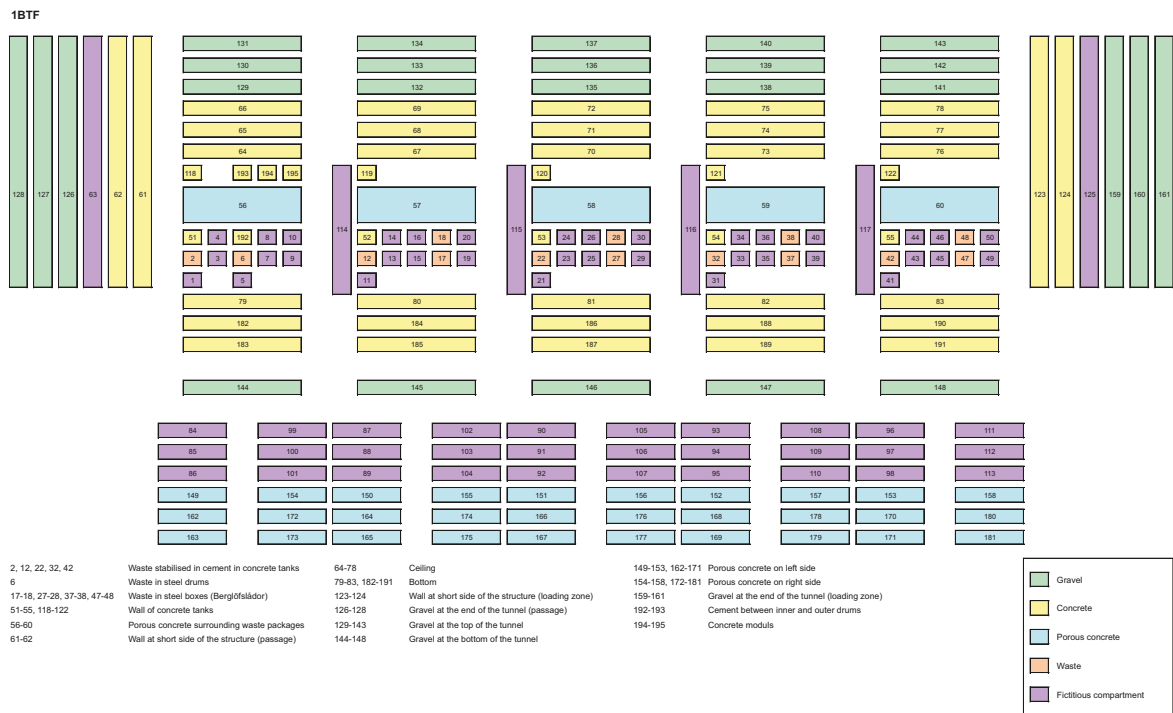 1BTF
131 134 137 140 143
130 133 136 139 142
129 132 135 138 141
66 69 72 75 78
65 68 71 74 77
64 67 70 73 76
118 193 194 195 119 120 121 122
128 127 126 63 62 61 56 114 57 115 58 116 59 117 60 123 124 125 159 160 161
51 4 192 8 10 52 14 16 18 20 53 24 26 28 30 54 34 36 38 40 55 44 46 48 50
2 3 6 7 9 12 13 15 17 19 22 23 25 27 29 32 33 35 37 39 42 43 45 47 49
1 5 11 21 31 41
79 80 81 82 83
182 184 186 188 190
183 185 187 189 191
144 145 146 147 148
84 99 87 102 90 105 93 108 96 111
85 100 88 103 91 106 94 109 97 112
86 101 89 104 92 107 95 110 98 113
149 154 150 155 151 156 152 157 153 158
162 172 164 174 166 176 168 178 170 180
163 173 165 175 167 177 169 179 171 181
2, 12, 22, 32, 42 Waste stabilised in cement in concrete tanks
6 Waste in steel drums
17-18, 27-28, 37-38, 47-48 Waste in steel boxes (Berglöfslådor)
51-55, 118-122 Wall of concrete tanks
56-60 Porous concrete surrounding waste packages
61-62 Wall at short side of the structure (passage)
64-78 Ceiling
79-83, 182-191 Bottom
123-124 Wall at short side of the structure (loading zone)
126-128 Gravel at the end of the tunnel (passage)
129-143 Gravel at the top of the tunnel
144-148 Gravel at the bottom of the tunnel
149-153, 162-171 Porous concrete on left side
154-158, 172-181 Porous concrete on right side
159-161 Gravel at the end of the tunnel (loading zone)
192-193 Cement between inner and outer drums
194-195 Concrete moduls
Gravel
Concrete
Porous concrete
Waste
Fictitious compartment